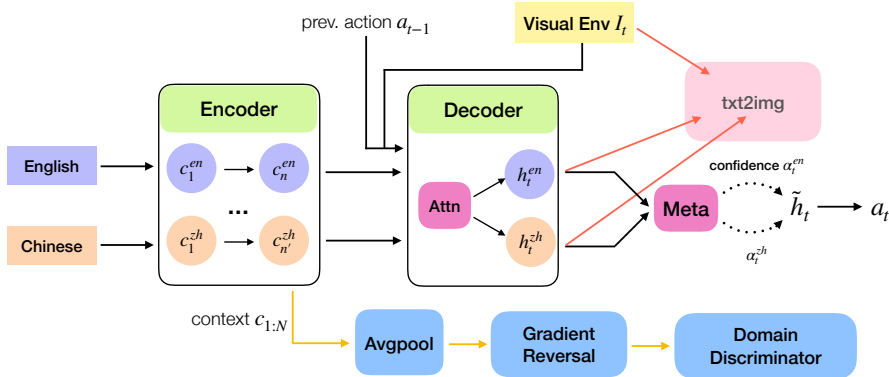 prev. action a_{t−1}
Visual Env I_t
Encoder
Decoder
txt2img
English
c_1^{en}
c_n^{en}
h_t^{en}
confidence α_t^{en}
...
Attn
Meta
h̃_t
a_t
Chinese
c_1^{zh}
c_{n'}^{zh}
h_t^{zh}
α_t^{zh}
context c_{1:N}
Avgpool
Gradient
Reversal
Domain
Discriminator